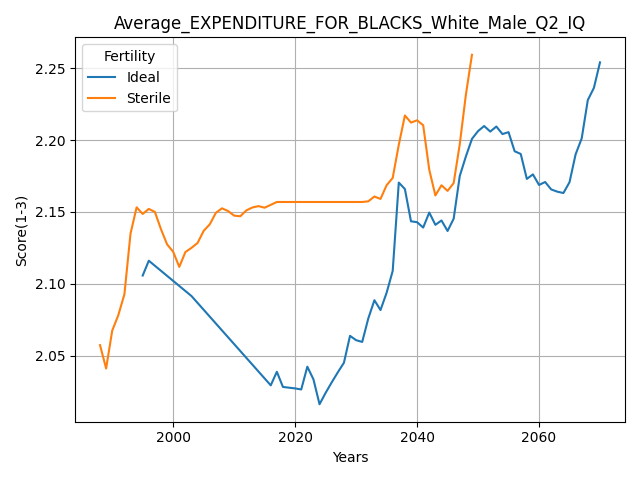 Average_EXPENDITURE_FOR_BLACKS_White_Male_Q2_IQ
Fertility
Ideal
Sterile
Score(1-3)
2.25
2.20
2.15
2.10
2.05
2000
2020
2040
2060
Years